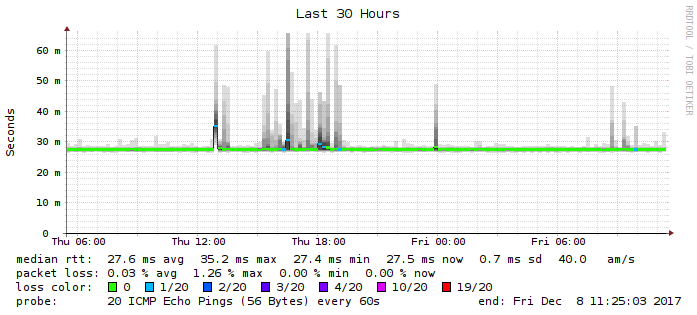 Last 30 Hours
RRDTOOL / TOBI OETIKER
Seconds
60 m
50 m
40 m
30 m
20 m
10 m
0
Thu 06:00 Thu 12:00 Thu 18:00 Fri 00:00 Fri 06:00
median rtt: 27.6 ms avg 35.2 ms max 27.4 ms min 27.5 ms now 0.7 ms sd 40.0 am/s
packet loss: 0.03 % avg 1.26 % max 0.00 % min 0.00 % now
loss color: 0 1/20 2/20 3/20 4/20 10/20 19/20
probe: 20 ICMP Echo Pings (56 Bytes) every 60s end: Fri Dec 8 11:25:03 2017